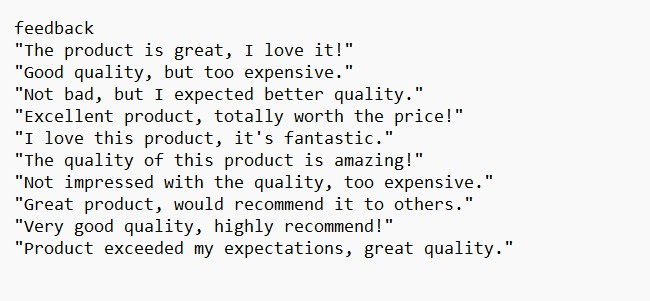 feedback
"The product is great, I love it!"
"Good quality, but too expensive."
"Not bad, but I expected better quality."
"Excellent product, totally worth the price!"
"I love this product, it's fantastic."
"The quality of this product is amazing!"
"Not impressed with the quality, too expensive."
"Great product, would recommend it to others."
"Very good quality, highly recommend!"
"Product exceeded my expectations, great quality."